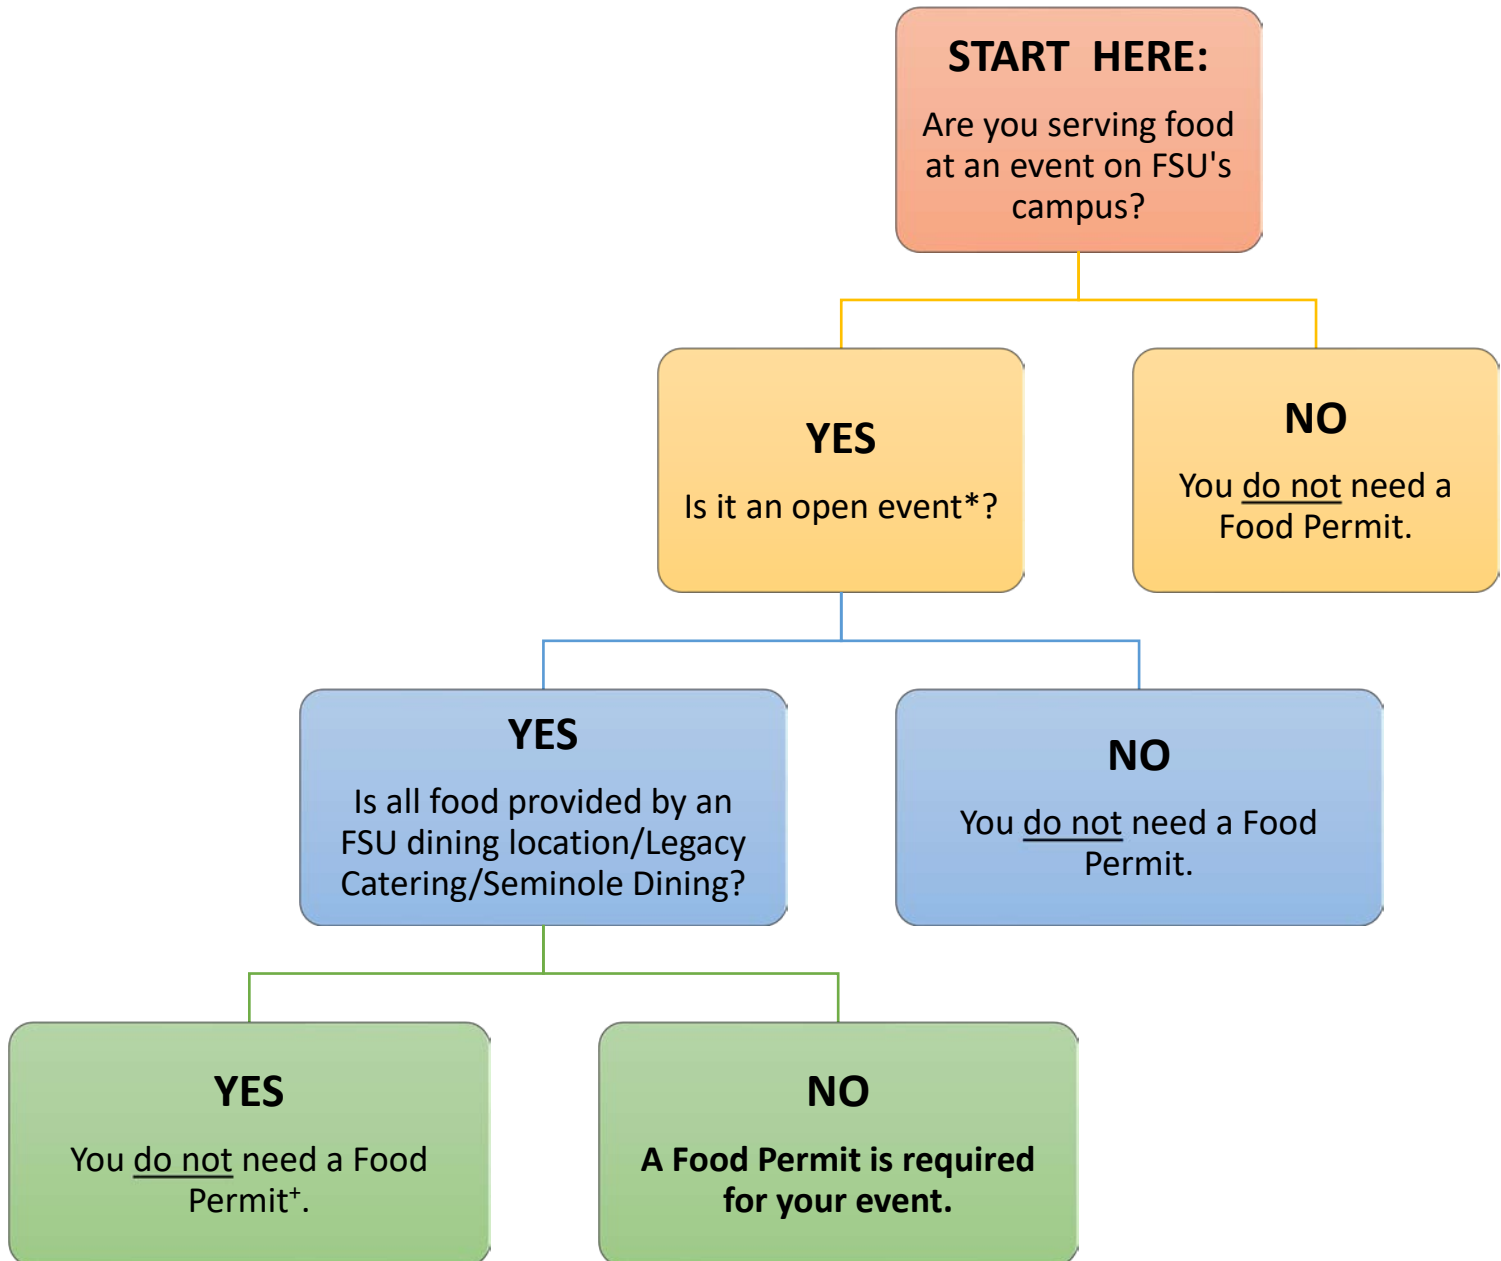 START HERE:
Are you serving food
at an event on FSU's
campus?
YES
Is it an open event*?
NO
You do not need a
Food Permit.
YES
Is all food provided by an
FSU dining location/Legacy
Catering/Seminole Dining?
NO
You do not need a Food
Permit.
YES
You do not need a Food
Permit⁺.
NO
A Food Permit is required
for your event.